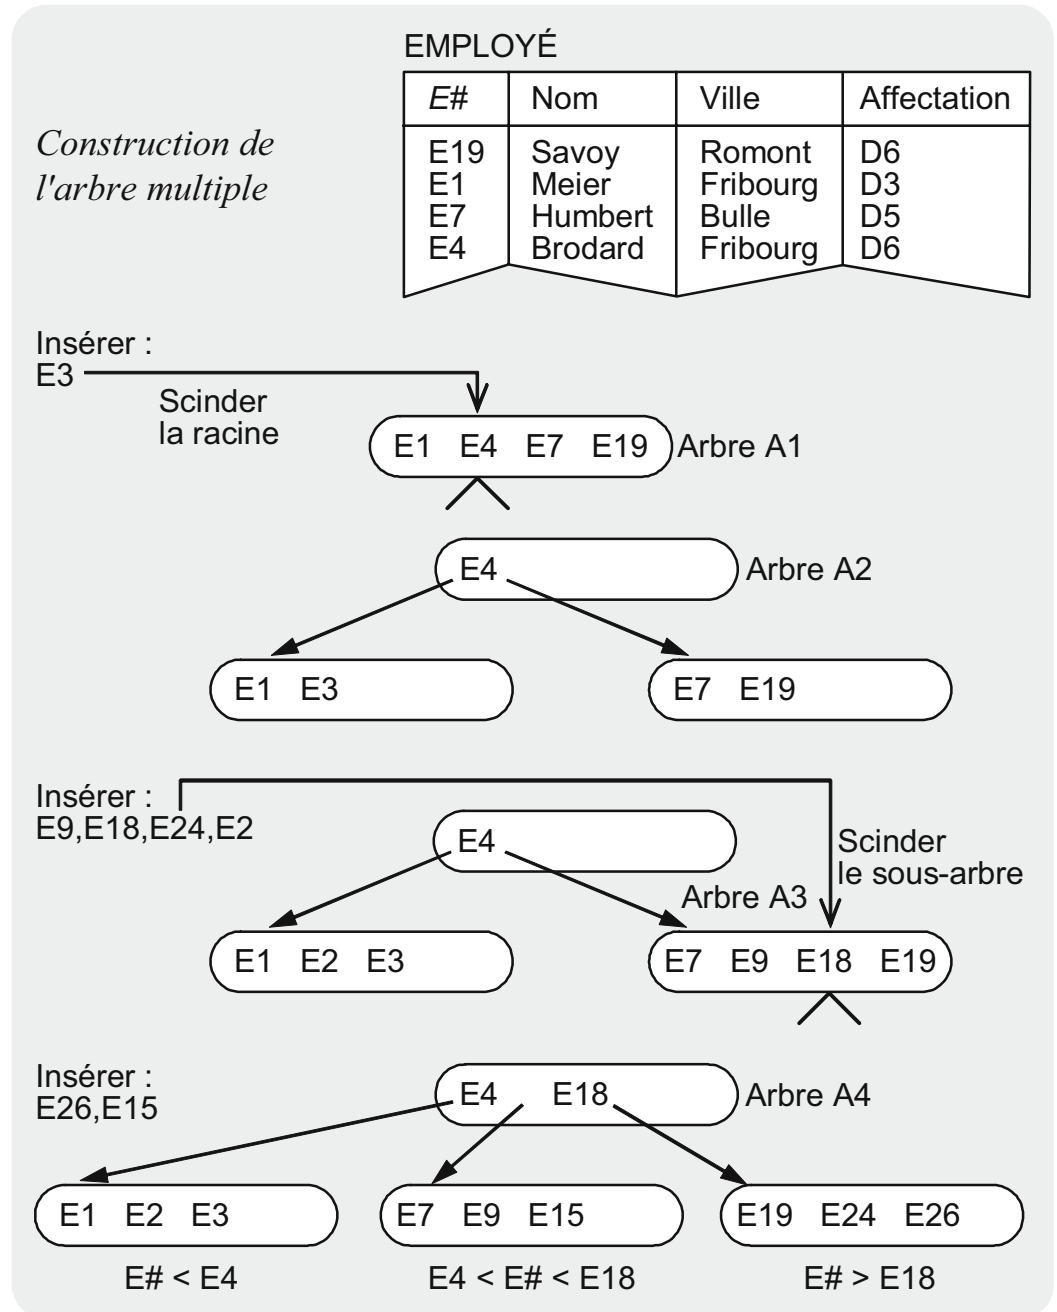 EMPLOYÉ
E# Nom Ville Affectation
Construction de
l'arbre multiple
E19 Savoy Romont D6
E1 Meier Fribourg D3
E7 Humbert Bulle D5
E4 Brodard Fribourg D6
Insérer :
E3
Scinder
la racine
E1 E4 E7 E19 Arbre A1
E4 Arbre A2
E1 E3 E7 E19
Insérer :
E9,E18,E24,E2
E4
Scinder
le sous-arbre
Arbre A3
E1 E2 E3 E7 E9 E18 E19
Insérer :
E26,E15
E4 E18 Arbre A4
E1 E2 E3 E7 E9 E15 E19 E24 E26
E# < E4 E4 < E# < E18 E# > E18